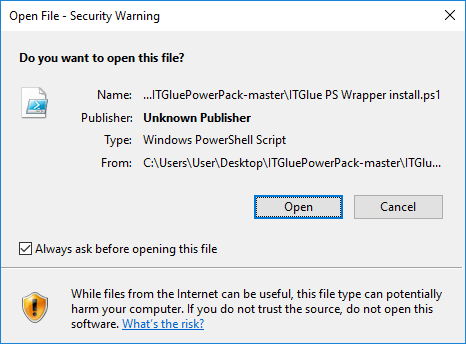 Open File - Security Warning
Do you want to open this file?
Name: ...ITGluePowerPack-master\ITGlue PS Wrapper install.ps1
Publisher: Unknown Publisher
Type: Windows PowerShell Script
From: C:\Users\User\Desktop\ITGluePowerPack-master\ITGlu...
Open Cancel
Always ask before opening this file
While files from the Internet can be useful, this file type can potentially
harm your computer. If you do not trust the source, do not open this
software. What's the risk?